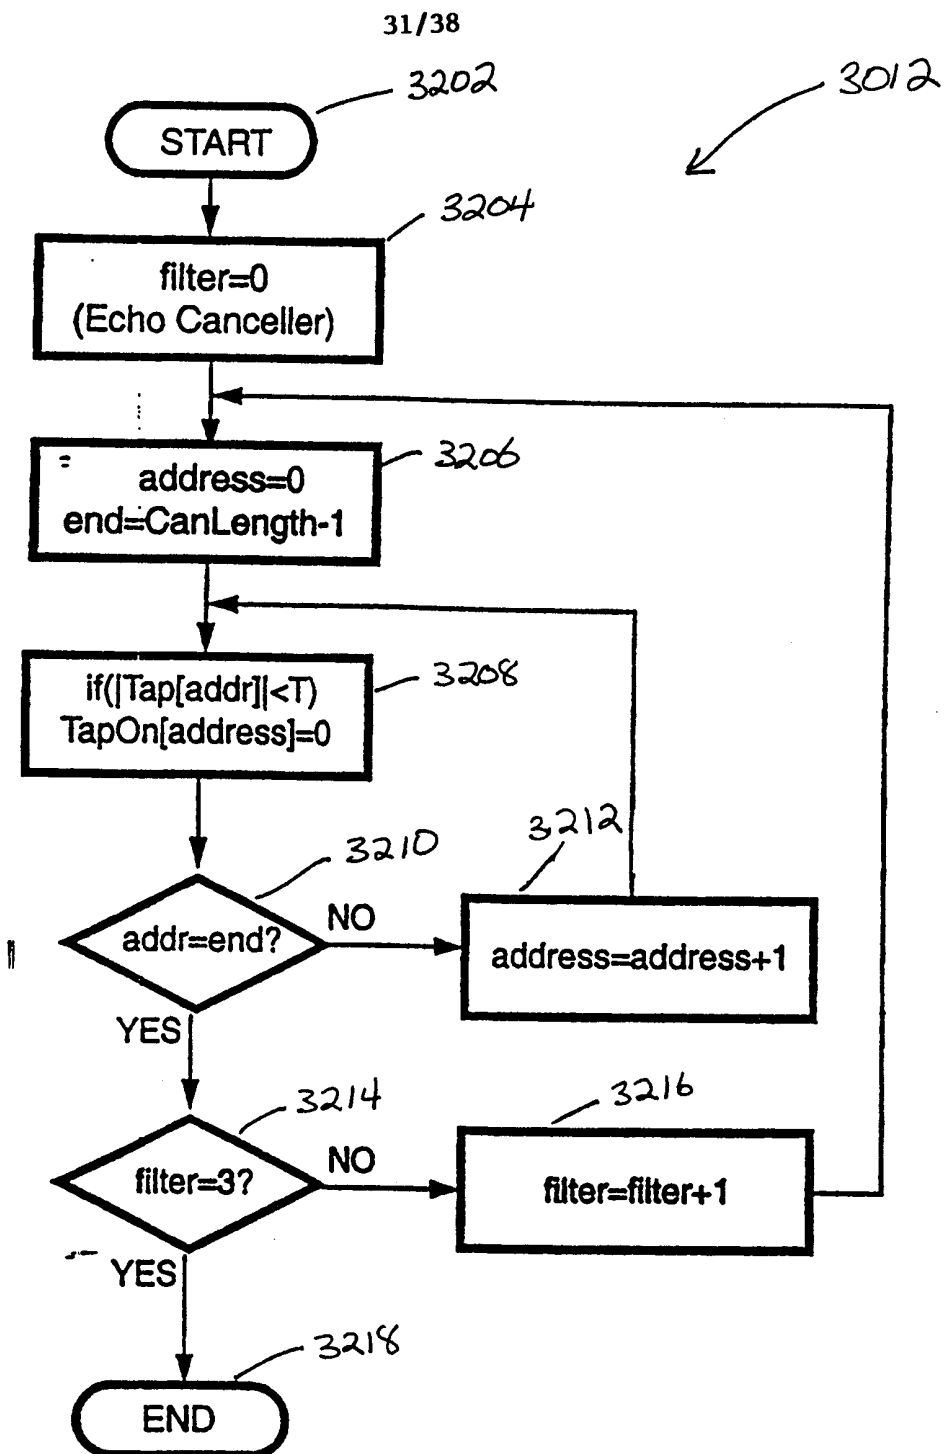 31/38
3202
3012
START
3204
filter=0
(Echo Canceller)
3206
address=0
end=CanLength-1
3208
if(|Tap[addr]|<T)
TapOn[address]=0
3210
3212
addr=end?
NO
address=address+1
YES
3214
3216
filter=3?
NO
filter=filter+1
YES
3218
END